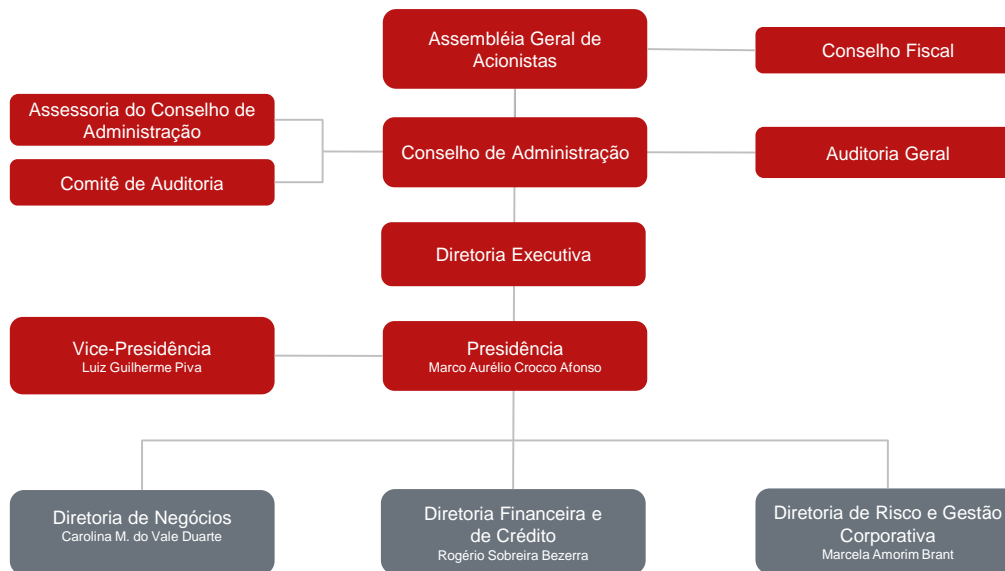 Assembléia Geral de
Acionistas
Conselho Fiscal
Assessoria do Conselho de
Administração
Conselho de Administração
Auditoria Geral
Comitê de Auditoria
Diretoria Executiva
Vice-Presidência
Luiz Guilherme Piva
Presidência
Marco Aurélio Crocco Afonso
Diretoria de Negócios
Carolina M. do Vale Duarte
Diretoria Financeira e
de Crédito
Rogério Sobreira Bezerra
Diretoria de Risco e Gestão
Corporativa
Marcela Amorim Brant